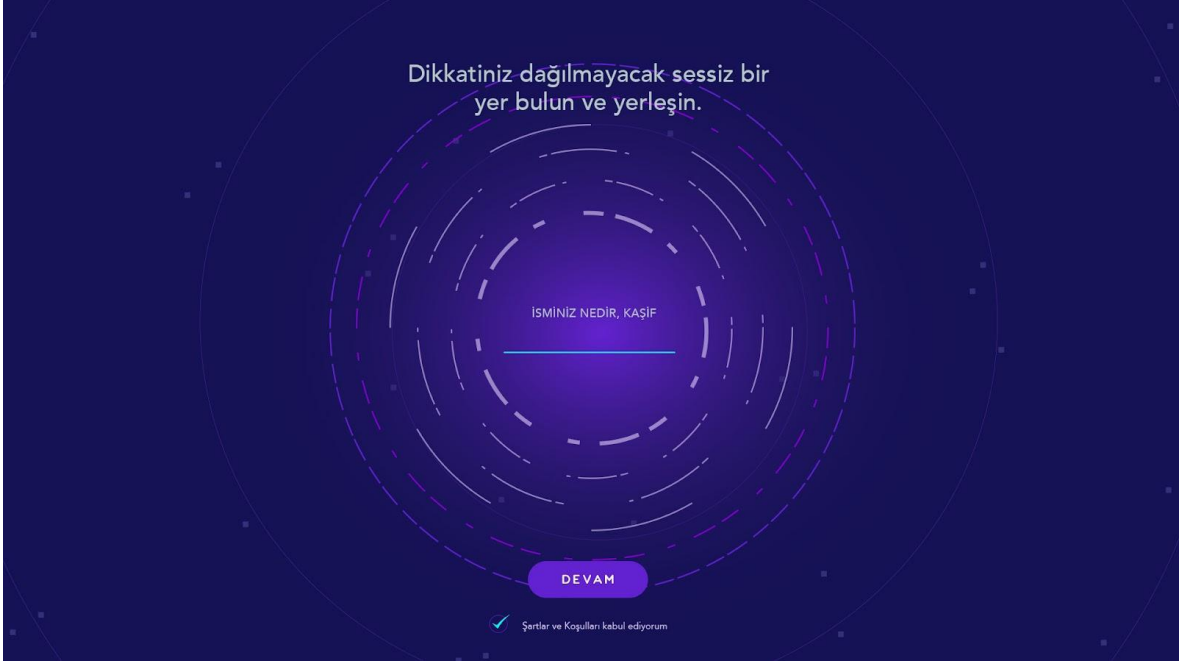 Dikkatiniz dağılmayacak sessiz bir
yer bulun ve yerleşin.
İSMİNİZ NEDİR, KAŞİF
DEVAM
Şartlar ve Koşulları kabul ediyorum